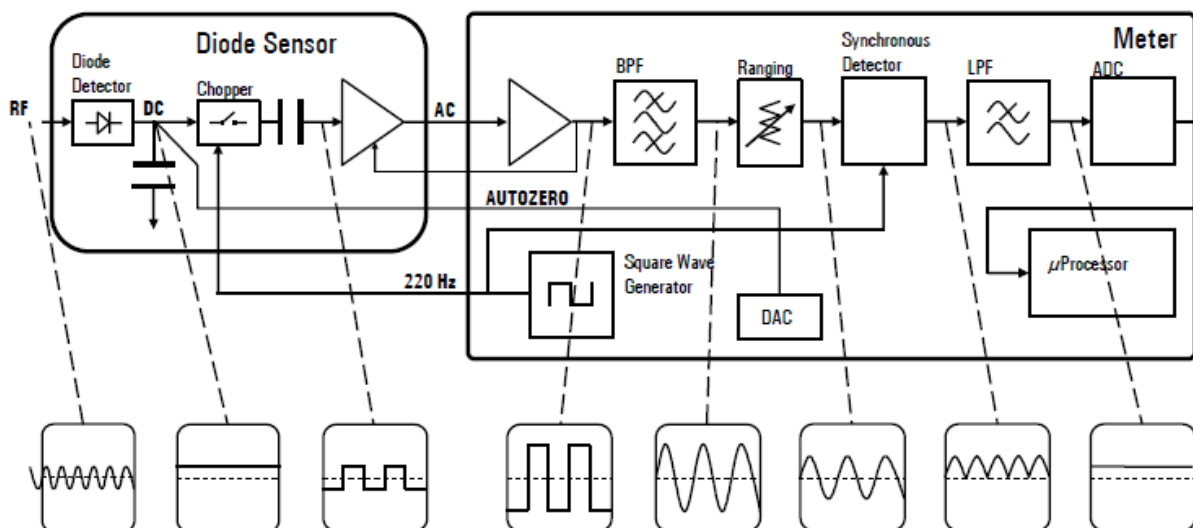 Diode Sensor
Meter
Diode
Detector
Chopper
RF
DC
AC
BPF
Ranging
Synchronous
Detector
LPF
ADC
AUTOZERO
220 Hz
Square Wave
Generator
DAC
µProcessor